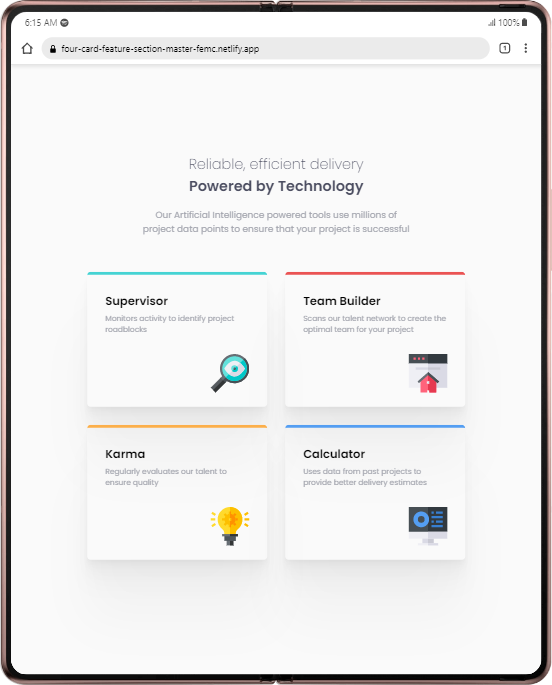 6:15 AM
100%
four-card-feature-section-master-femc.netlify.app
1
Reliable, efficient delivery
Powered by Technology
Our Artificial Intelligence powered tools use millions of
project data points to ensure that your project is successful
Supervisor
Monitors activity to identify project
roadblocks
Team Builder
Scans our talent network to create the
optimal team for your project
Karma
Regularly evaluates our talent to
ensure quality
Calculator
Uses data from past projects to
provide better delivery estimates